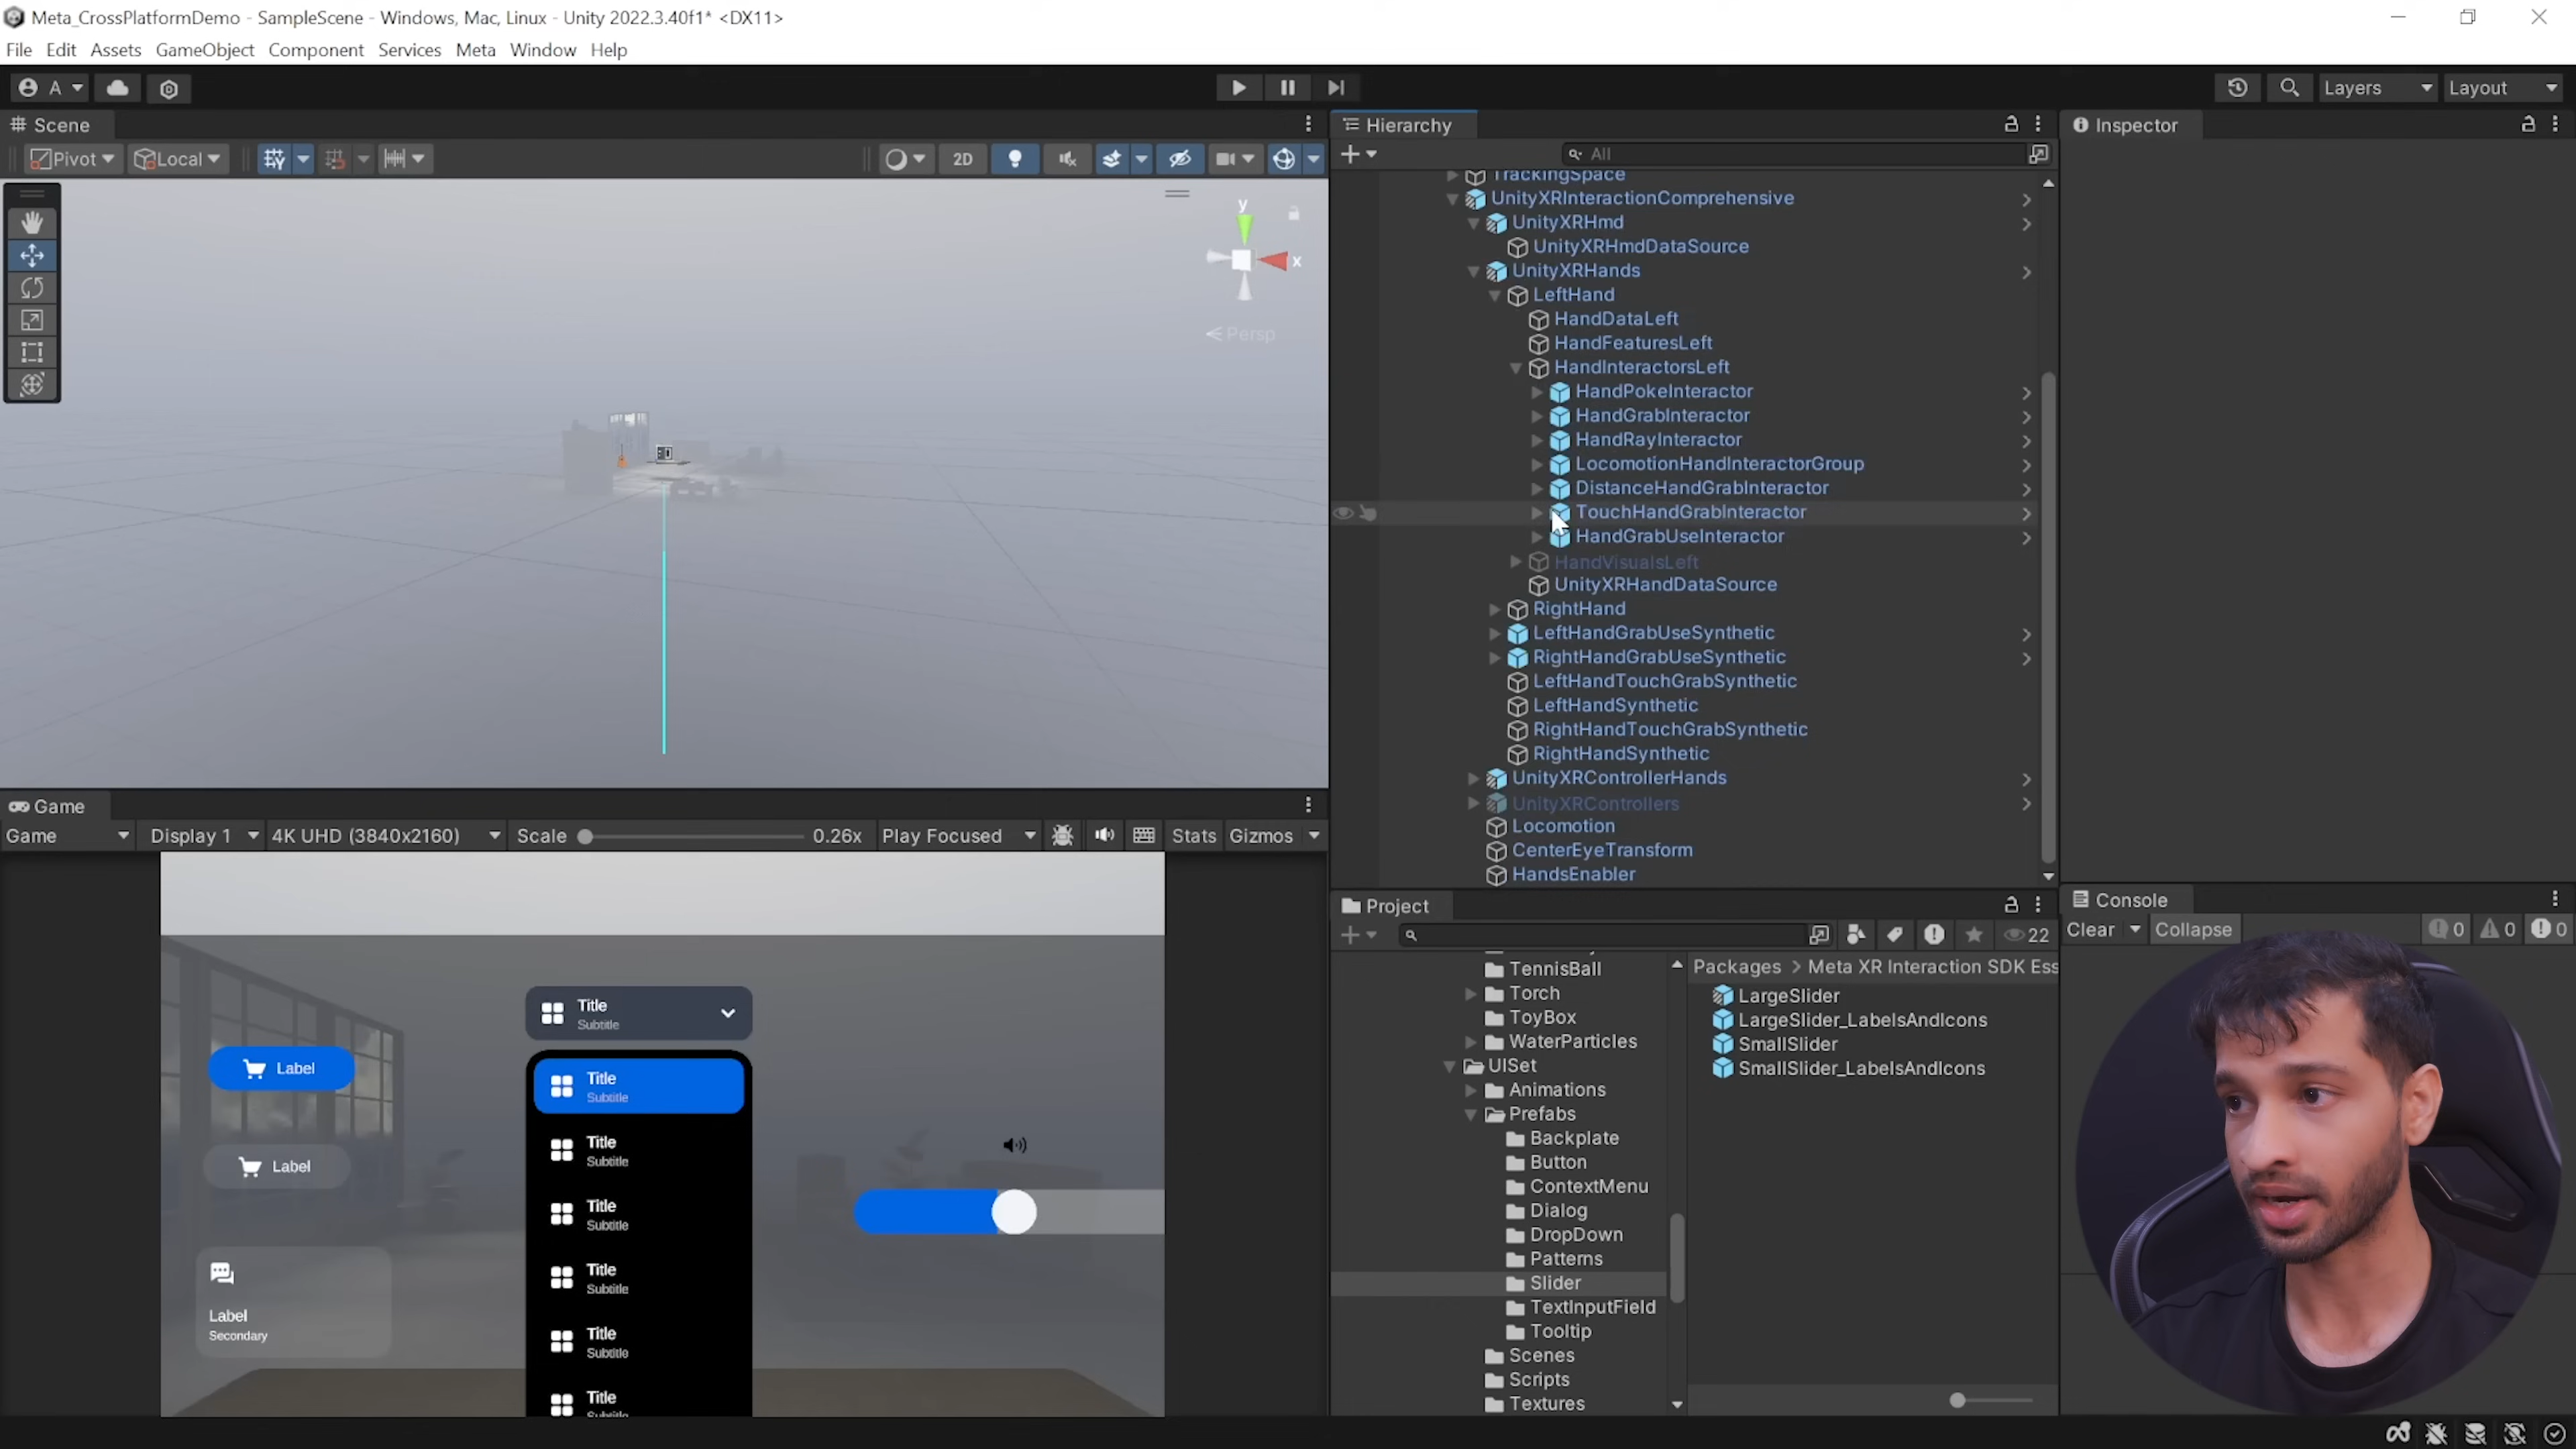 Meta_CrossPlatformDemo - SampleScene - Windows, Mac, Linux - Unity 2022.3.40f1* <DX11>
File Edit Assets GameObject Component Services Meta Window Help
A
Layers
Layout
Scene
Pivot
Local
2D
y
x
Persp
Hierarchy
All
TrackingSpace
UnityXRInteractionComprehensive
UnityXRHmd
UnityXRHmdDataSource
UnityXRHands
LeftHand
HandDataLeft
HandFeaturesLeft
HandInteractorsLeft
HandPokeInteractor
HandGrabInteractor
HandRayInteractor
LocomotionHandInteractorGroup
DistanceHandGrabInteractor
TouchHandGrabInteractor
HandGrabUseInteractor
HandVisualsLeft
UnityXRHandDataSource
RightHand
LeftHandGrabUseSynthetic
RightHandGrabUseSynthetic
LeftHandTouchGrabSynthetic
LeftHandSynthetic
RightHandTouchGrabSynthetic
RightHandSynthetic
UnityXRControllerHands
UnityXRControllers
Locomotion
CenterEyeTransform
HandsEnabler
Inspector
Game
Game Display 1 4K UHD (3840x2160) Scale 0.26x Play Focused Stats Gizmos
Label
Label
Label
Secondary
Title
Subtitle
Title
Subtitle
Title
Subtitle
Title
Subtitle
Title
Subtitle
Title
Subtitle
Title
Project
22
TennisBall
Torch
ToyBox
WaterParticles
UISet
Animations
Prefabs
Backplate
Button
ContextMenu
Dialog
DropDown
Patterns
Slider
TextInputField
Tooltip
Scenes
Scripts
Textures
Packages > Meta XR Interaction SDK Ess
LargeSlider
LargeSlider_LabelsAndIcons
SmallSlider
SmallSlider_LabelsAndIcons
Console
Clear Collapse 0 0 0